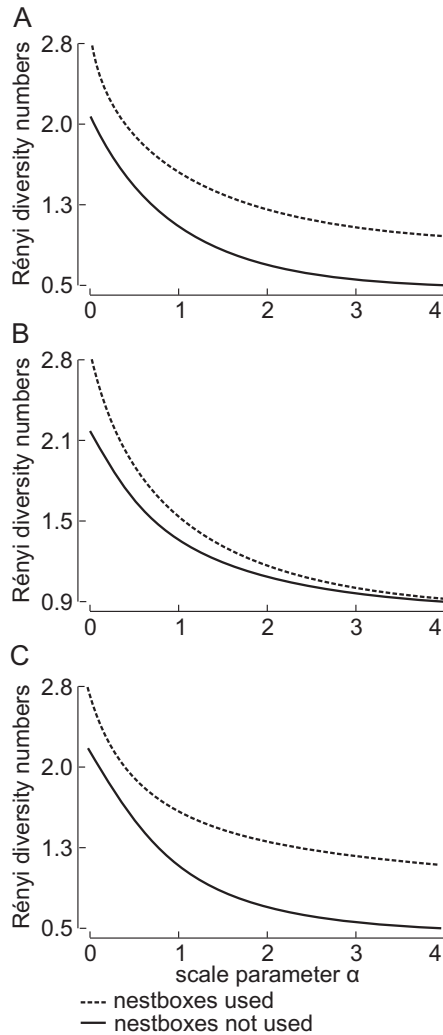 A
Rényi diversity numbers
2.8
2.0
1.3
0.5
0 1 2 3 4
B
Rényi diversity numbers
2.8
2.1
1.5
0.9
0 1 2 3 4
C
Rényi diversity numbers
2.8
2.0
1.3
0.5
0 1 2 3 4
scale parameter α
nestboxes used
nestboxes not used